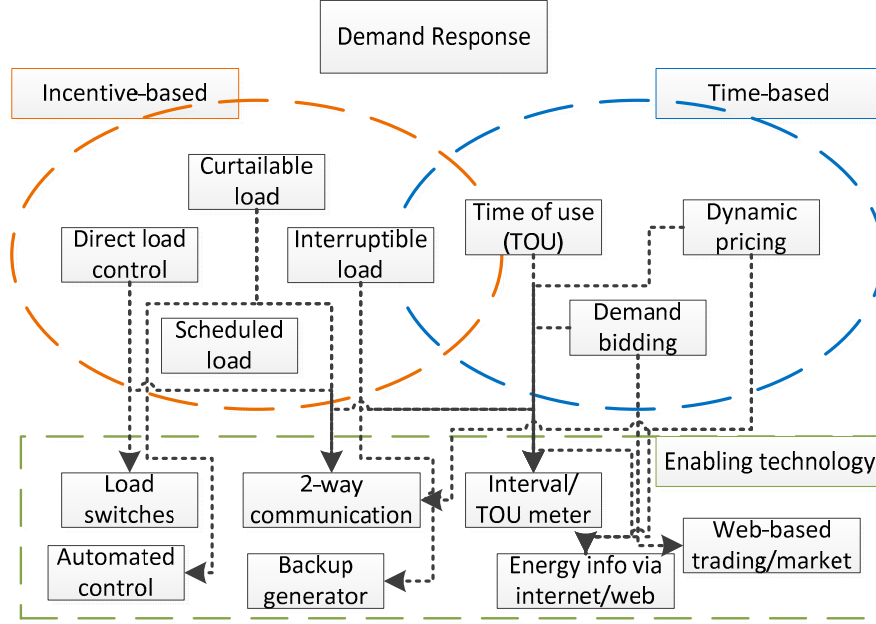 Demand Response
Incentive-based
Time-based
Curtailable
load
Direct load
control
Interruptible
load
Time of use
(TOU)
Dynamic
pricing
Scheduled
load
Demand
bidding
Enabling technology
Load
switches
2-way
communication
Interval/
TOU meter
Web-based
trading/market
Automated
control
Backup
generator
Energy info via
internet/web